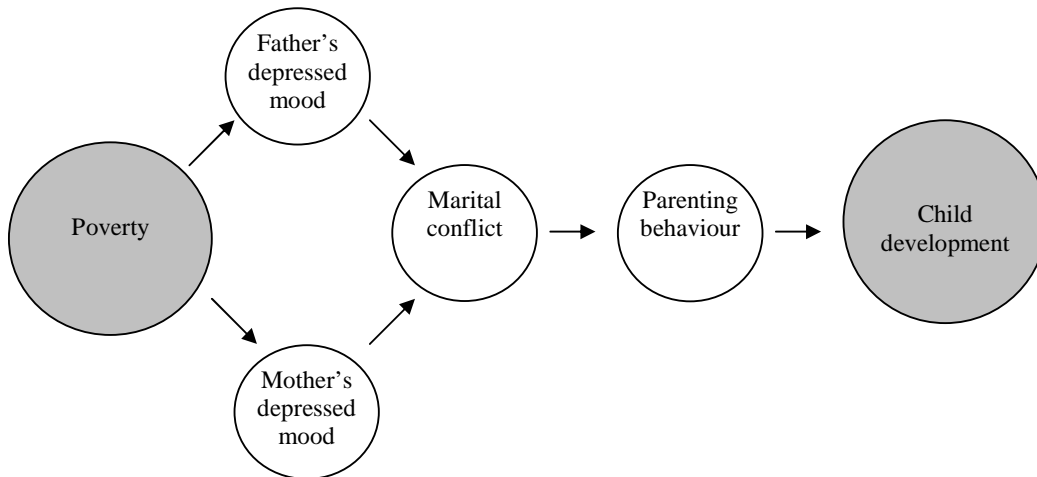 Father’s
depressed
mood
Poverty
Marital
conflict
Parenting
behaviour
Child
development
Mother’s
depressed
mood